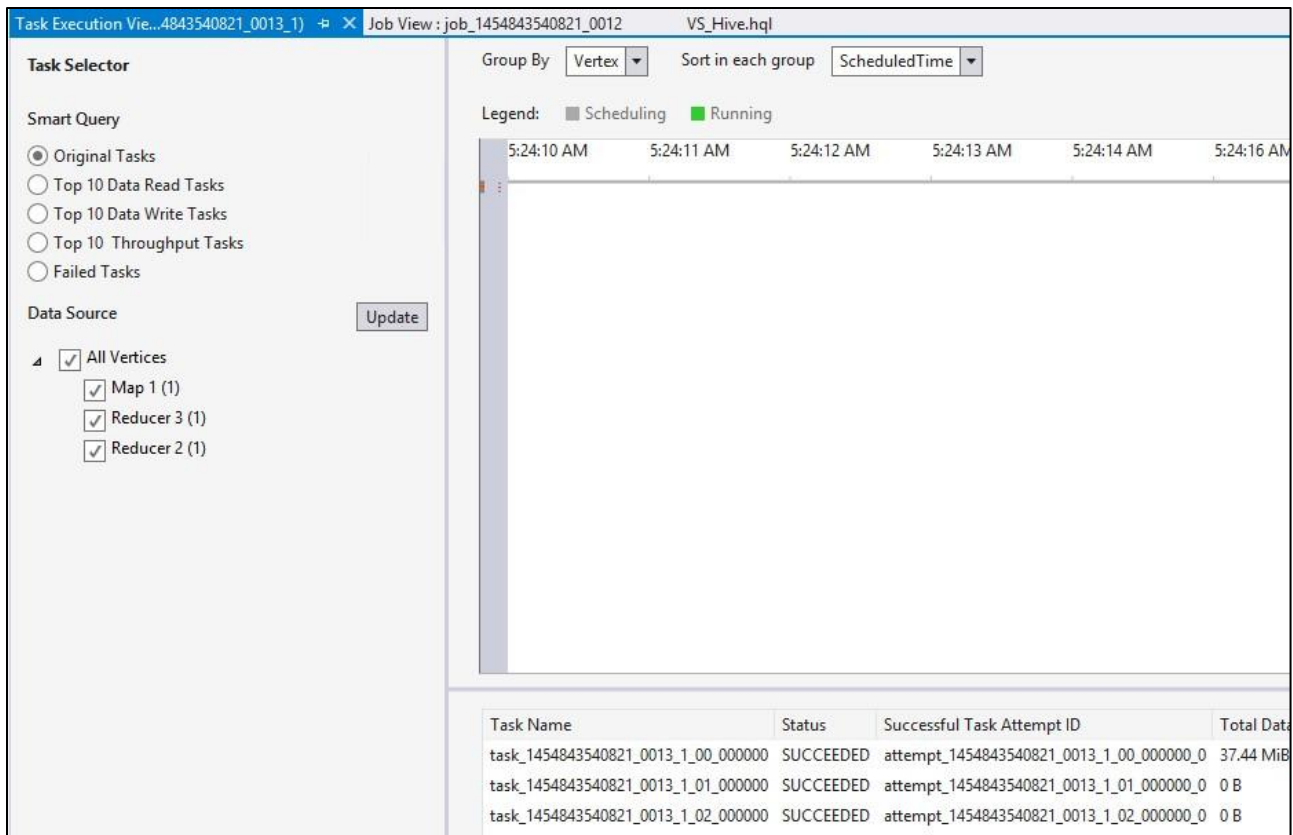 Task Execution Vie...4843540821_0013_1) Job View : job_1454843540821_0012 VS_Hive.hql
Task Selector
Smart Query
Original Tasks
Top 10 Data Read Tasks
Top 10 Data Write Tasks
Top 10 Throughput Tasks
Failed Tasks
Data Source Update
All Vertices
Map 1 (1)
Reducer 3 (1)
Reducer 2 (1)
Group By Vertex Sort in each group ScheduledTime
Legend: Scheduling Running
5:24:10 AM 5:24:11 AM 5:24:12 AM 5:24:13 AM 5:24:14 AM 5:24:16 AM
Task Name Status Successful Task Attempt ID Total Data
task_1454843540821_0013_1_00_000000 SUCCEEDED attempt_1454843540821_0013_1_00_000000_0 37.44 MiB
task_1454843540821_0013_1_01_000000 SUCCEEDED attempt_1454843540821_0013_1_01_000000_0 0 B
task_1454843540821_0013_1_02_000000 SUCCEEDED attempt_1454843540821_0013_1_02_000000_0 0 B